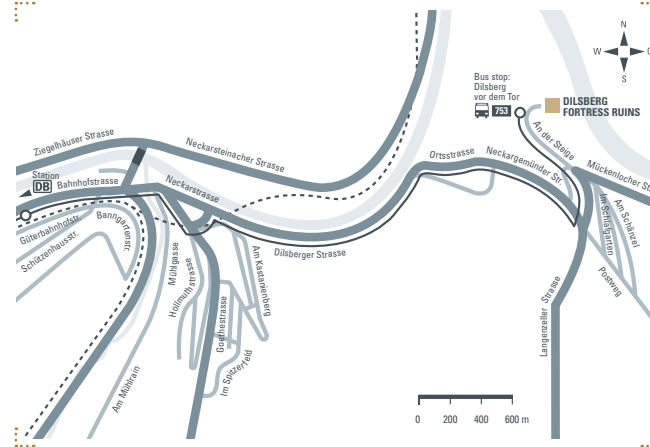 N
W
O
S
Bus stop:
Dilsberg
vor dem Tor
753
DILSBERG
FORTRESS RUINS
An der Steige
Ziegelhäuser Strasse
Neckarsteinacher Strasse
Ortsstrasse
Neckargemünder Str.
Mückenlocher St
Station
DB
Bahnhofstrasse
Neckarstrasse
Im Schlafgarten
Am Schänzel
Güterbahnhofstr.
Schützenhausstr.
Banngartenstr.
Mühlgasse
Hollmuthstrasse
Am Kastanienberg
Dilsberger Strasse
Postweg
Goethestrasse
Langenzeller Strasse
Im Spitzerfeld
Am Mühlrain
0 200 400 600 m